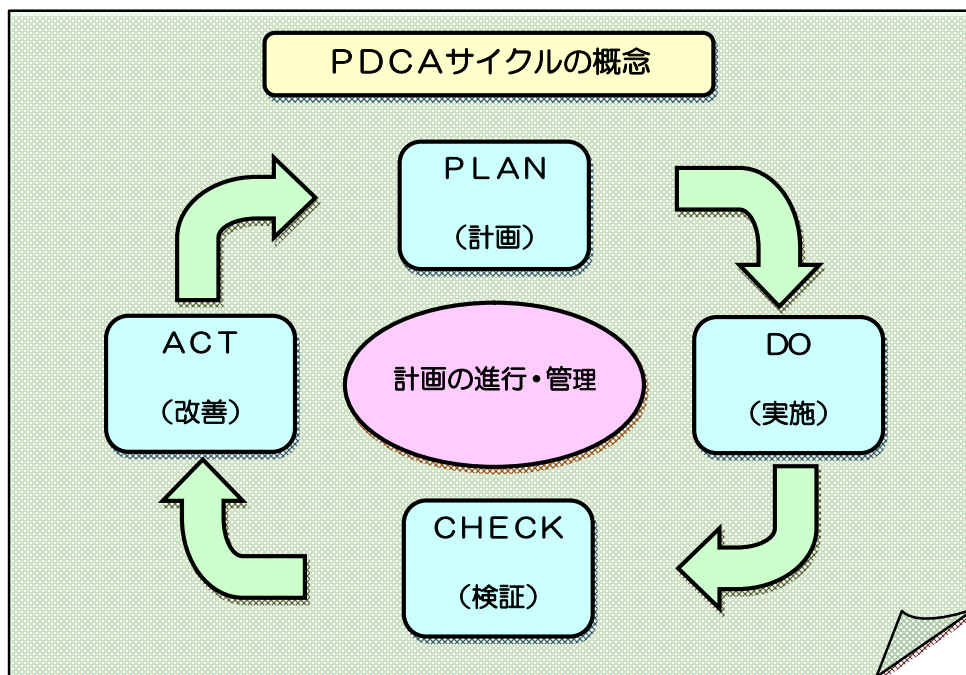 PDCAサイクルの概念
PLAN
(計画)
ACT
(改善)
計画の進行・管理
DO
(実施)
CHECK
(検証)